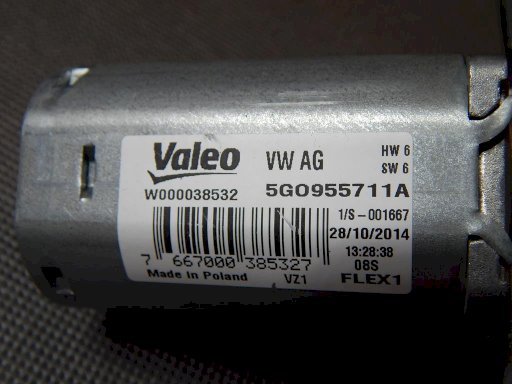 Valeo VW AG HW 6
SW 6
W000038532 5G0955711A
1/S-001667
28/10/2014
13:28:38
7 667000 385327 08S
Made in Poland VZ1 FLEX1